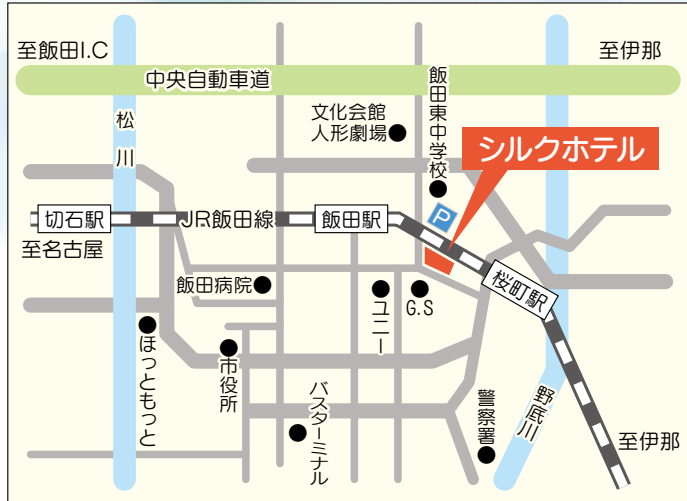 至飯田I.C
至伊那
中央自動車道
松川
文化会館
人形劇場
飯田東中学校
シルクホテル
P
切石駅
JR飯田線
飯田駅
至名古屋
桜町駅
飯田病院
ユニー
G.S
ほっともっと
市役所
バスターミナル
警察署
野底川
至伊那